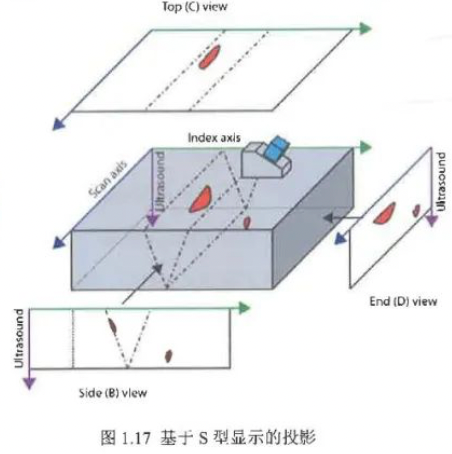 Top (C) view
Index axis
Scan axis
Ultrasound
Ultrasound
End (D) view
Ultrasound
Side (B) view
图 1.17 基于 S 型显示的投影